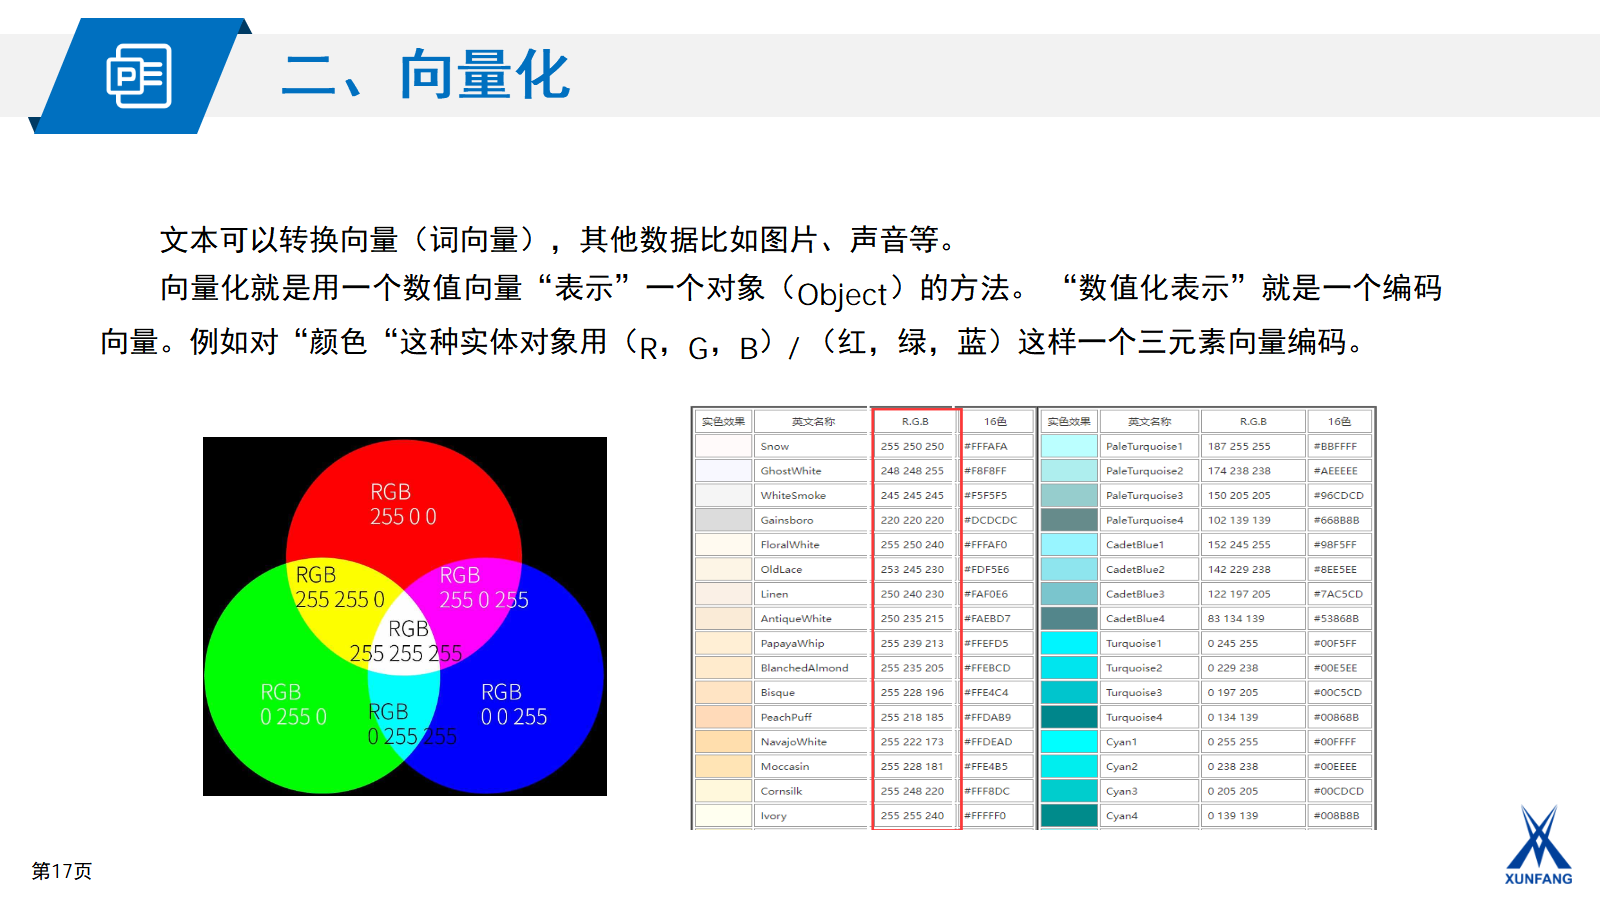 二、向量化
文本可以转换向量（词向量），其他数据比如图片、声音等。
向量化就是用一个数值向量“表示”一个对象（Object）的方法。 “数值化表示”就是一个编码
向量。例如对“颜色“这种实体对象用（R，G，B）/（红，绿，蓝）这样一个三元素向量编码。
RGB
255 0 0
RGB
255 255 0
RGB
255 0 255
RGB
255 255 255
RGB
0 255 0
RGB
0 255 255
RGB
0 0 255
实色效果 英文名称 R.G.B 16色 实色效果 英文名称 R.G.B 16色
Snow 255 250 250 #FFFAFA PaleTurquoise1 187 255 255 #BBFFFF
GhostWhite 248 248 255 #F8F8FF PaleTurquoise2 174 238 238 #AEEEEE
WhiteSmoke 245 245 245 #F5F5F5 PaleTurquoise3 150 205 205 #96CDCD
Gainsboro 220 220 220 #DCDCDC PaleTurquoise4 102 139 139 #668B8B
FloralWhite 255 250 240 #FFFAF0 CadetBlue1 152 245 255 #98F5FF
OldLace 253 245 230 #FDF5E6 CadetBlue2 142 229 238 #8EE5EE
Linen 250 240 230 #FAF0E6 CadetBlue3 122 197 205 #7AC5CD
AntiqueWhite 250 235 215 #FAEBD7 CadetBlue4 83 134 139 #53868B
PapayaWhip 255 239 213 #FFEFD5 Turquoise1 0 245 255 #00F5FF
BlanchedAlmond 255 235 205 #FFEBCD Turquoise2 0 229 238 #00E5EE
Bisque 255 228 196 #FFE4C4 Turquoise3 0 197 205 #00C5CD
PeachPuff 255 218 185 #FFDAB9 Turquoise4 0 134 139 #00868B
NavajoWhite 255 222 173 #FFDEAD Cyan1 0 255 255 #00FFFF
Moccasin 255 228 181 #FFE4B5 Cyan2 0 238 238 #00EEEE
Cornsilk 255 248 220 #FFF8DC Cyan3 0 205 205 #00CDCD
Ivory 255 255 240 #FFFFF0 Cyan4 0 139 139 #008B8B
第17页
XUNFANG